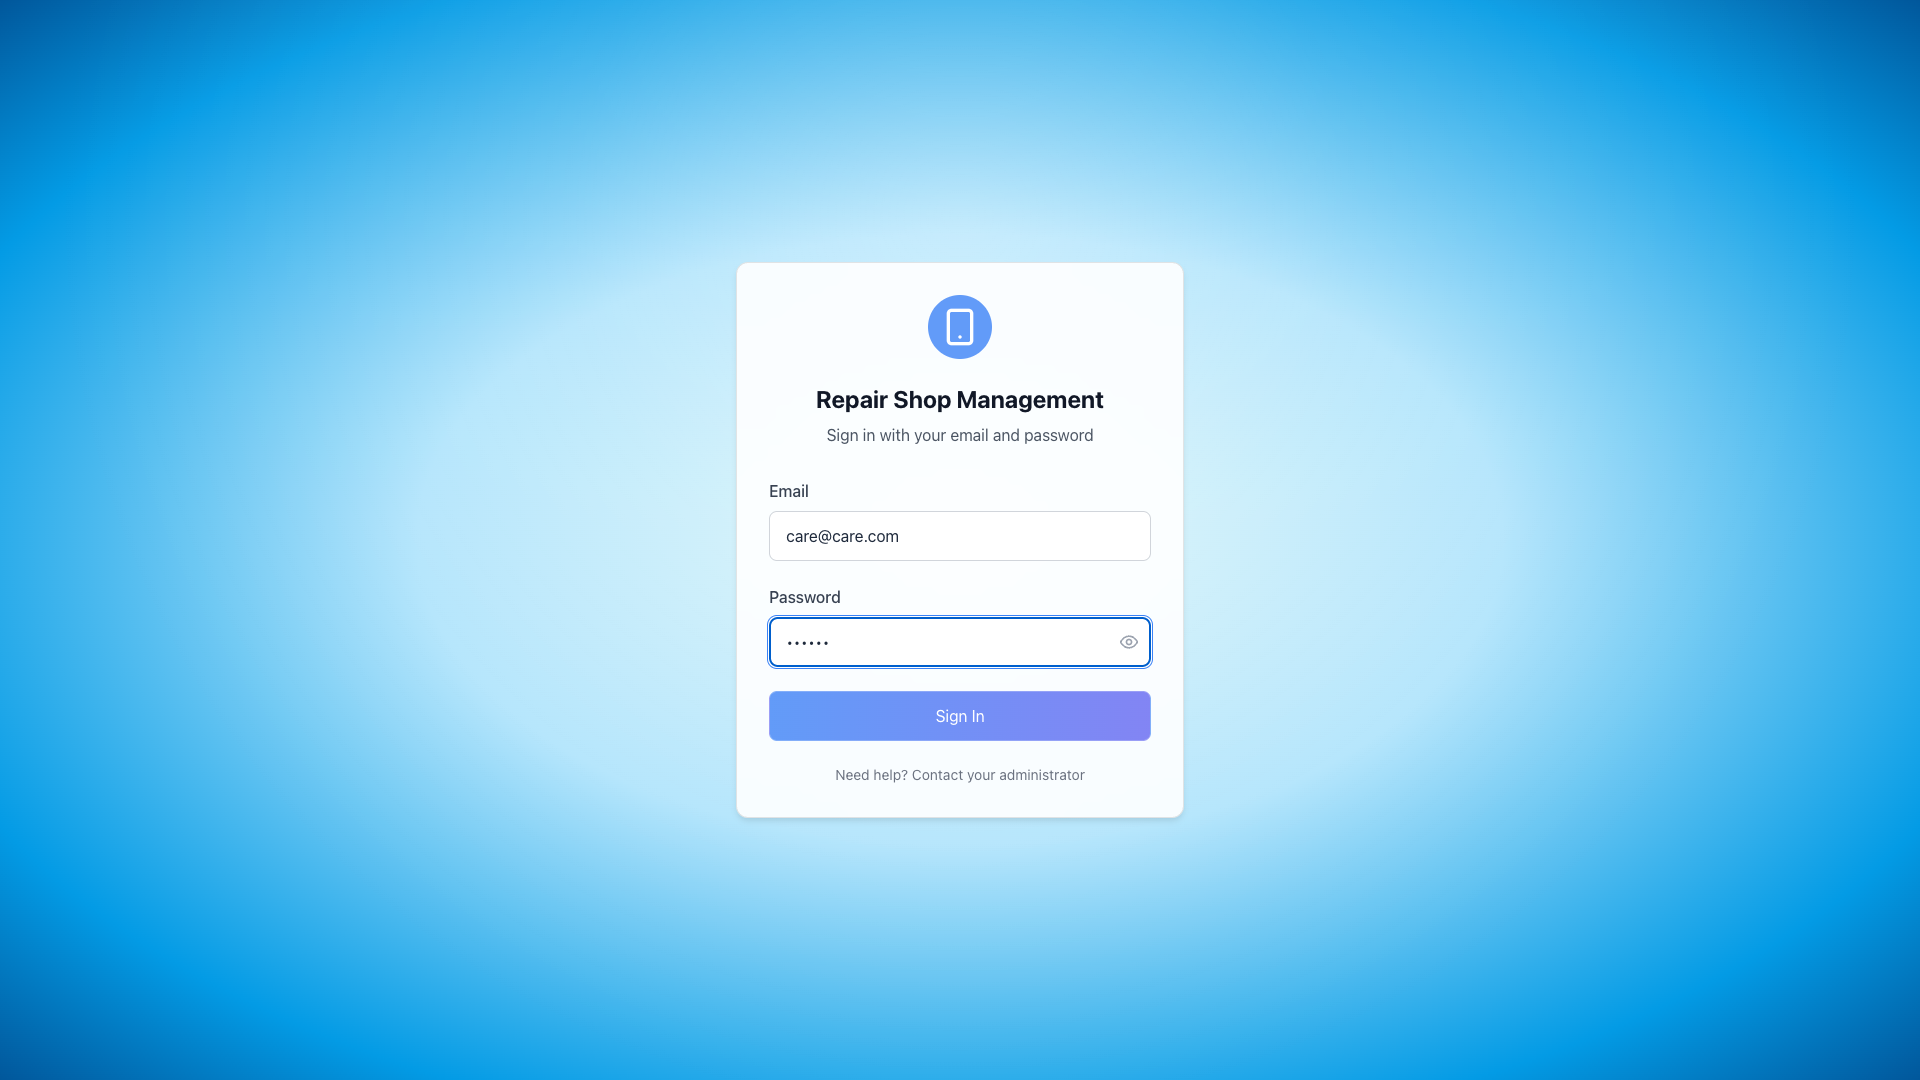 Repair Shop Management
Sign in with your email and password
Email
care@care.com
Password
••••••
Sign In
Need help? Contact your administrator